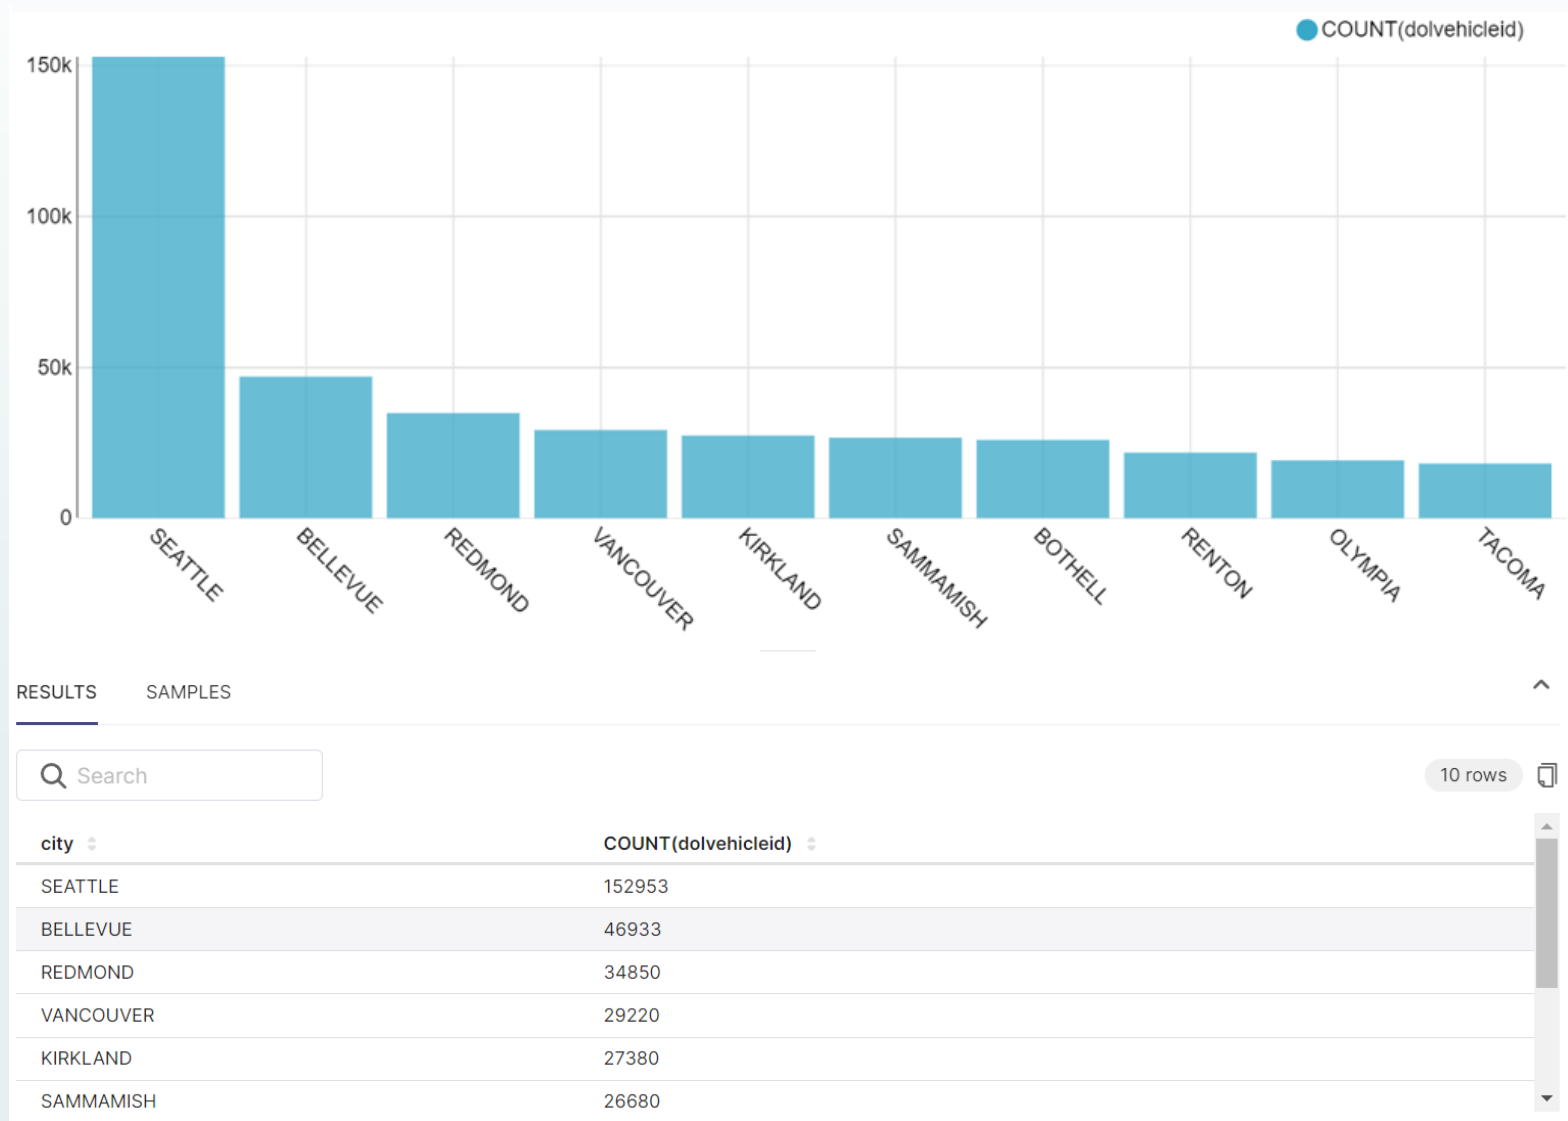 COUNT(dolvehicleid)
150k
100k
50k
0
SEATTLE
BELLEVUE
REDMOND
VANCOUVER
KIRKLAND
SAMMAMISH
BOTHELL
RENTON
OLYMPIA
TACOMA
RESULTS SAMPLES
Search
10 rows
city COUNT(dolvehicleid)
SEATTLE 152953
BELLEVUE 46933
REDMOND 34850
VANCOUVER 29220
KIRKLAND 27380
SAMMAMISH 26680